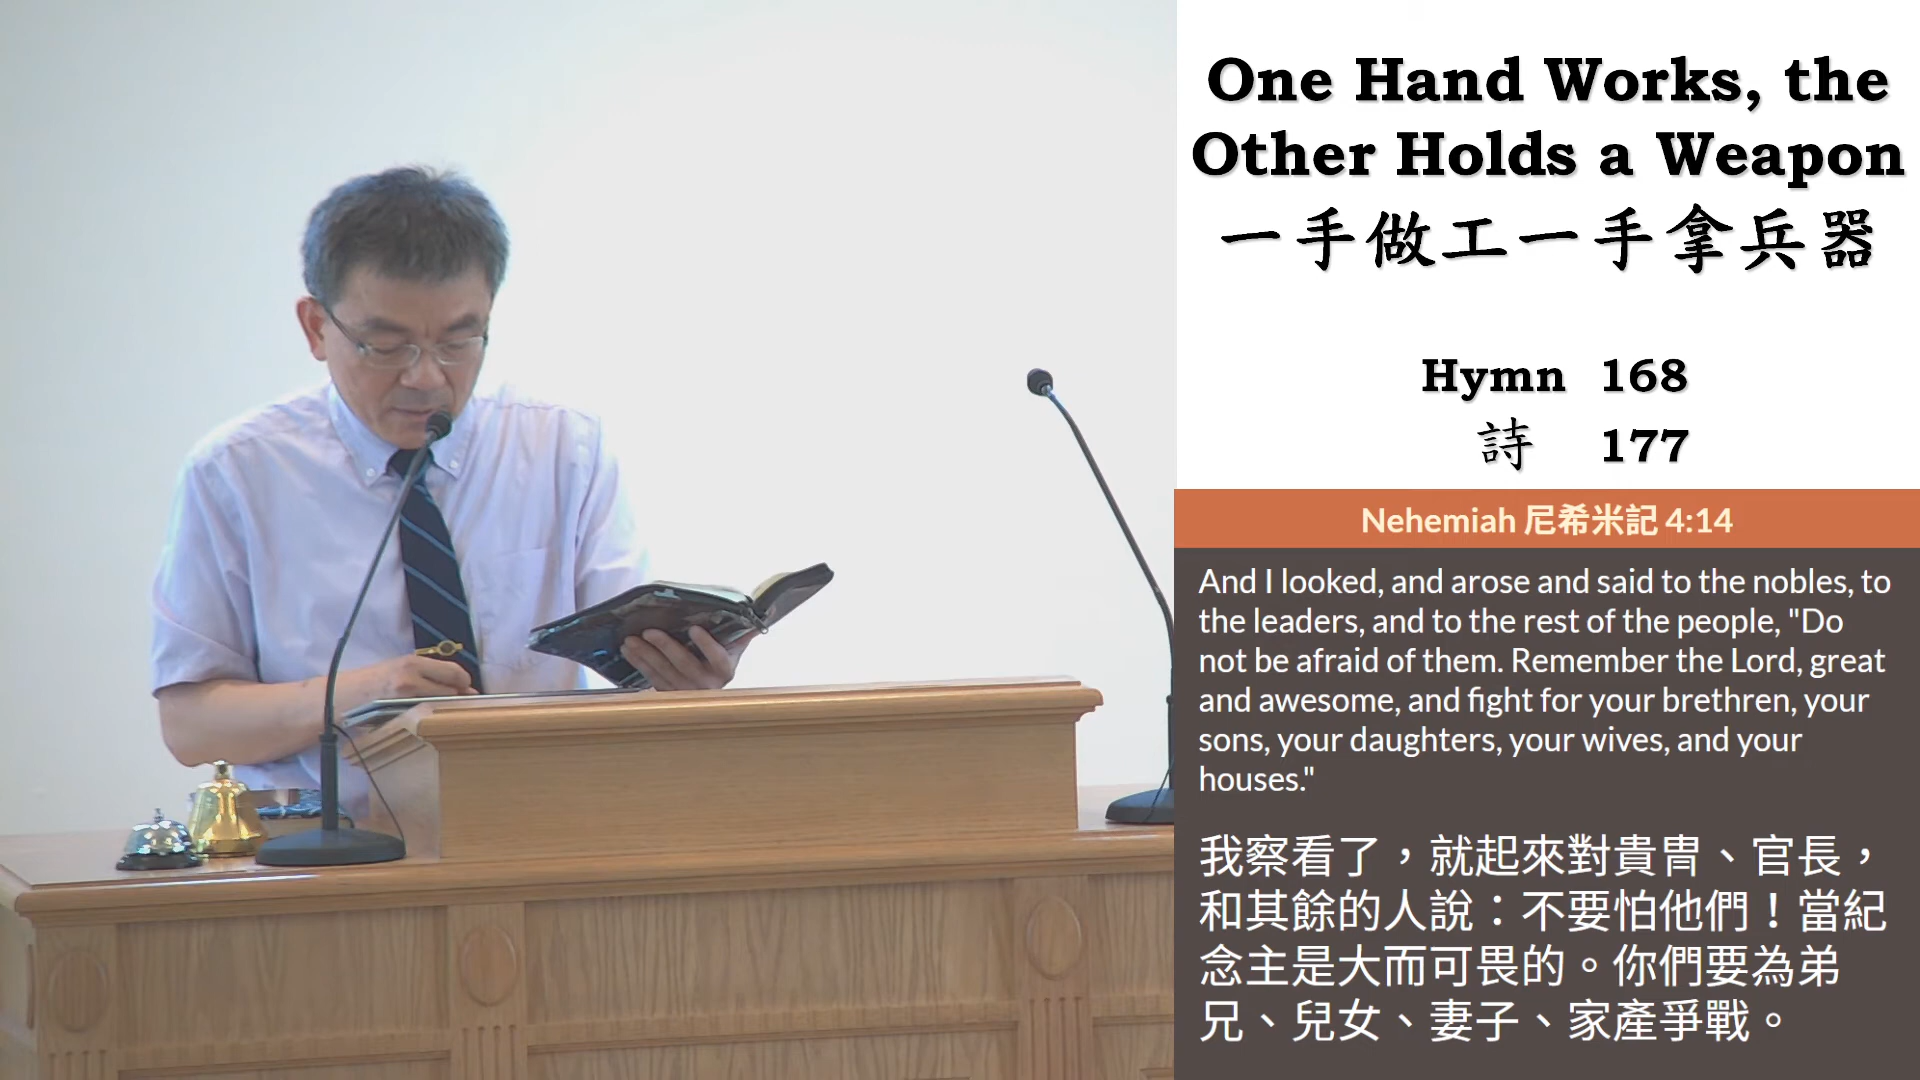 One Hand Works, the
Other Holds a Weapon
一手做工一手拿兵器
Hymn 168
詩 177
Nehemiah 尼希米記 4:14
And I looked, and arose and said to the nobles, to
the leaders, and to the rest of the people, "Do
not be afraid of them. Remember the Lord, great
and awesome, and fight for your brethren, your
sons, your daughters, your wives, and your
houses."
我察看了，就起來對貴冑、官長，
和其餘的人說：不要怕他們！當紀
念主是大而可畏的。你們要為弟
兄、兒女、妻子、家產爭戰。